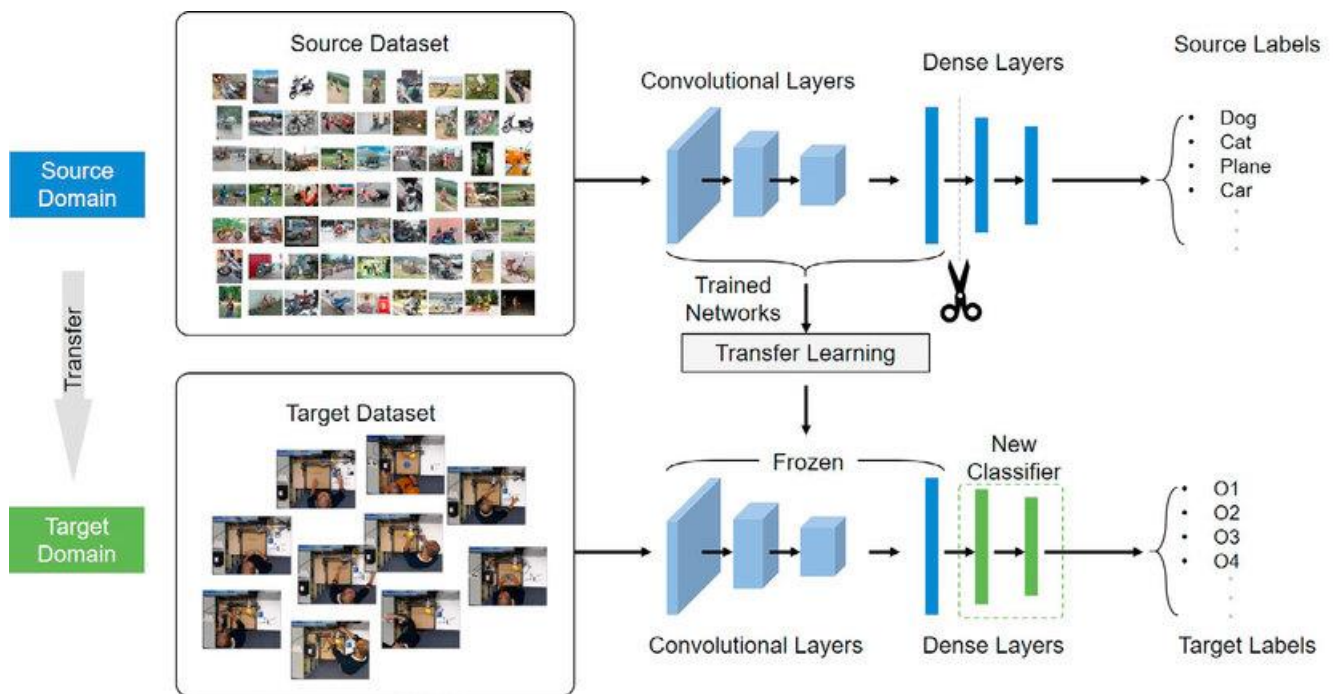 Source Dataset
Convolutional Layers
Dense Layers
Source Labels
Source
Domain
Dog
Cat
Plane
Car
Trained
Networks
Transfer Learning
Transfer
Target Dataset
Target
Domain
Frozen
New
Classifier
O1
O2
O3
O4
Convolutional Layers
Dense Layers
Target Labels